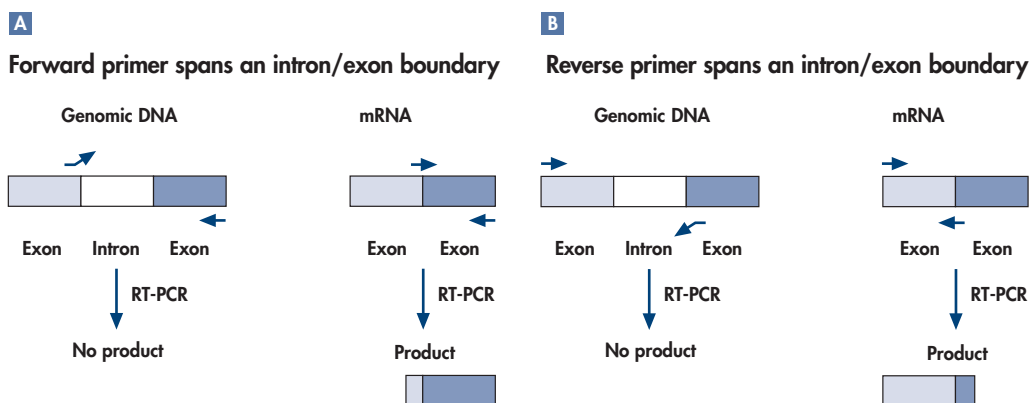 A
Forward primer spans an intron/exon boundary
Genomic DNA
mRNA
Exon Intron Exon
Exon Exon
RT-PCR
RT-PCR
No product
Product
B
Reverse primer spans an intron/exon boundary
Genomic DNA
mRNA
Exon Intron Exon
Exon Exon
RT-PCR
RT-PCR
No product
Product